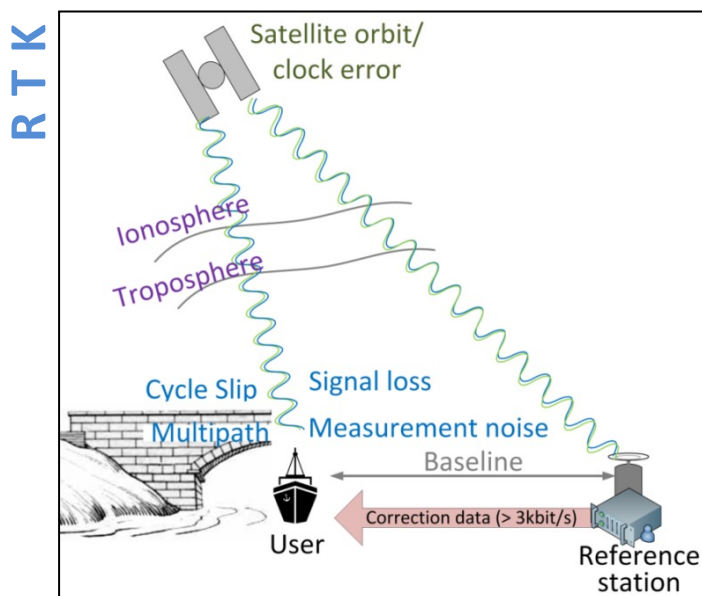 R T K
Satellite orbit/
clock error
Ionosphere
Troposphere
Cycle Slip
Signal loss
Multipath
Measurement noise
Baseline
Correction data (> 3kbit/s)
User
Reference
station